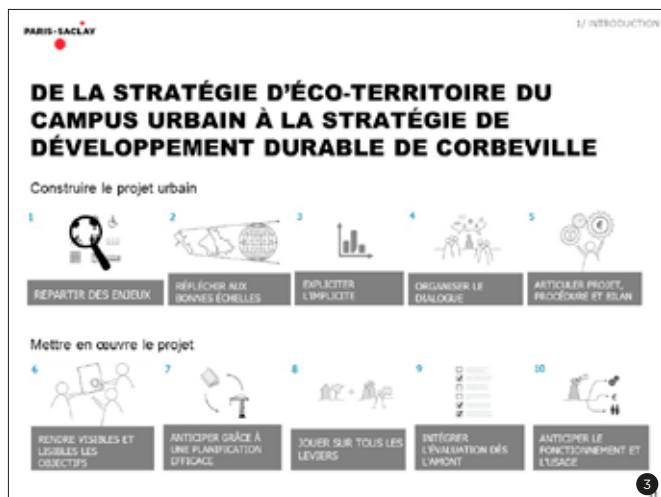 PARIS-SACLAY
1/ INTRODUCTION
DE LA STRATÉGIE D'ÉCO-TERRITOIRE DU
CAMPUS URBAIN À LA STRATÉGIE DE
DÉVELOPPEMENT DURABLE DE CORBEVILLE
Construire le projet urbain
1
2
3
4
5
REPARTIR DES ENJEUX
RÉFLÉCHIR AUX
BONNES ÉCHELLES
EXPLICITER
L'IMPLICITE
ORGANISER LE
DIALOGUE
ARTICULER PROJET,
PROCÉDURE ET BILAN
Mettre en œuvre le projet
6
7
8
9
10
RENDRE VISIBLES ET
LISIBLES LES
OBJECTIFS
ANTICIPER GRÂCE À
UNE PLANIFICATION
EFFICACE
JOUER SUR TOUS LES
LEVIERS
INTÉGRER
L'ÉVALUATION DÈS
L'AMONT
ANTICIPER LE
FONCTIONNEMENT ET
L'USAGE
3